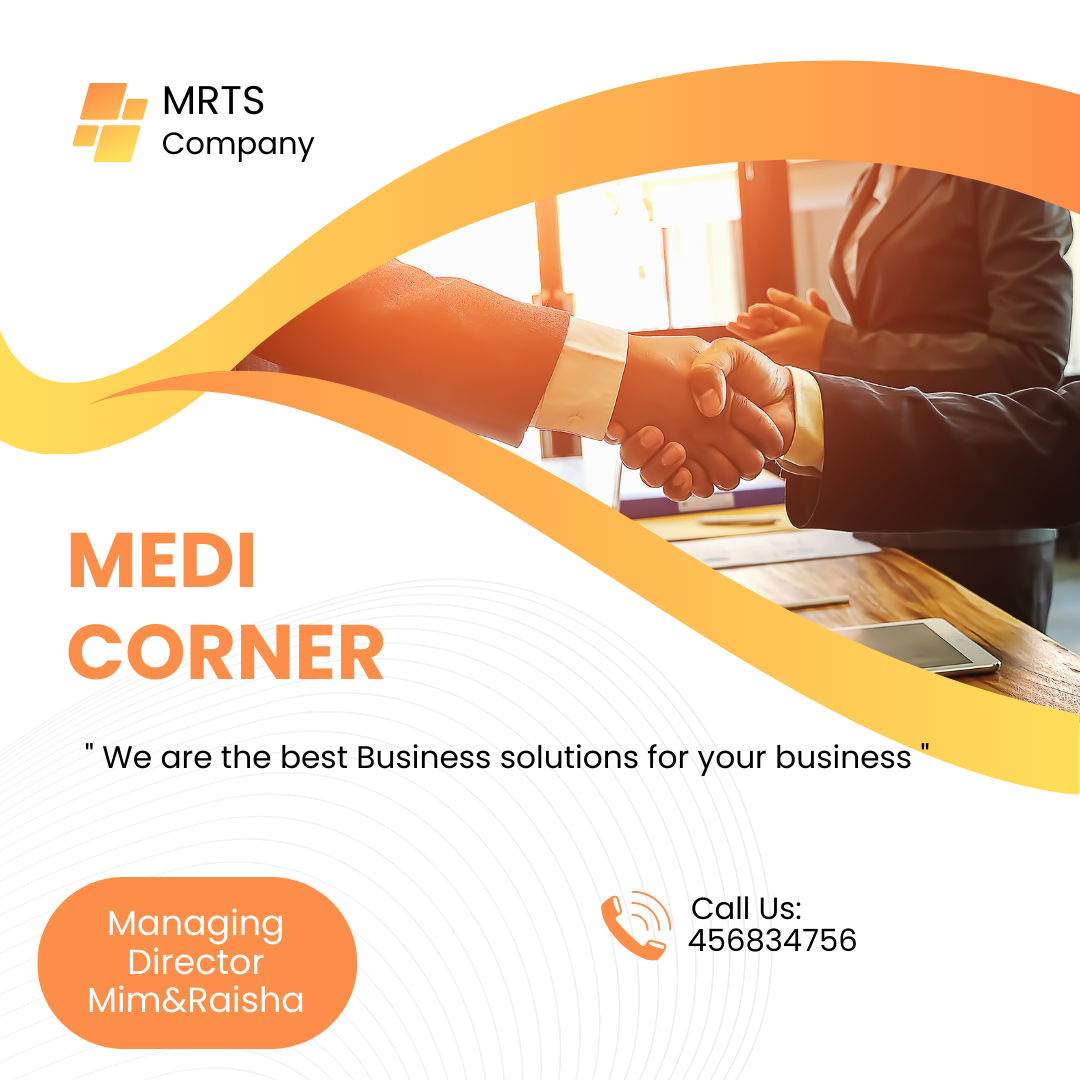 MRTS
Company
MEDI
CORNER
" We are the best Business solutions for your business "
Managing
Director
Mim&Raisha
Call Us:
456834756